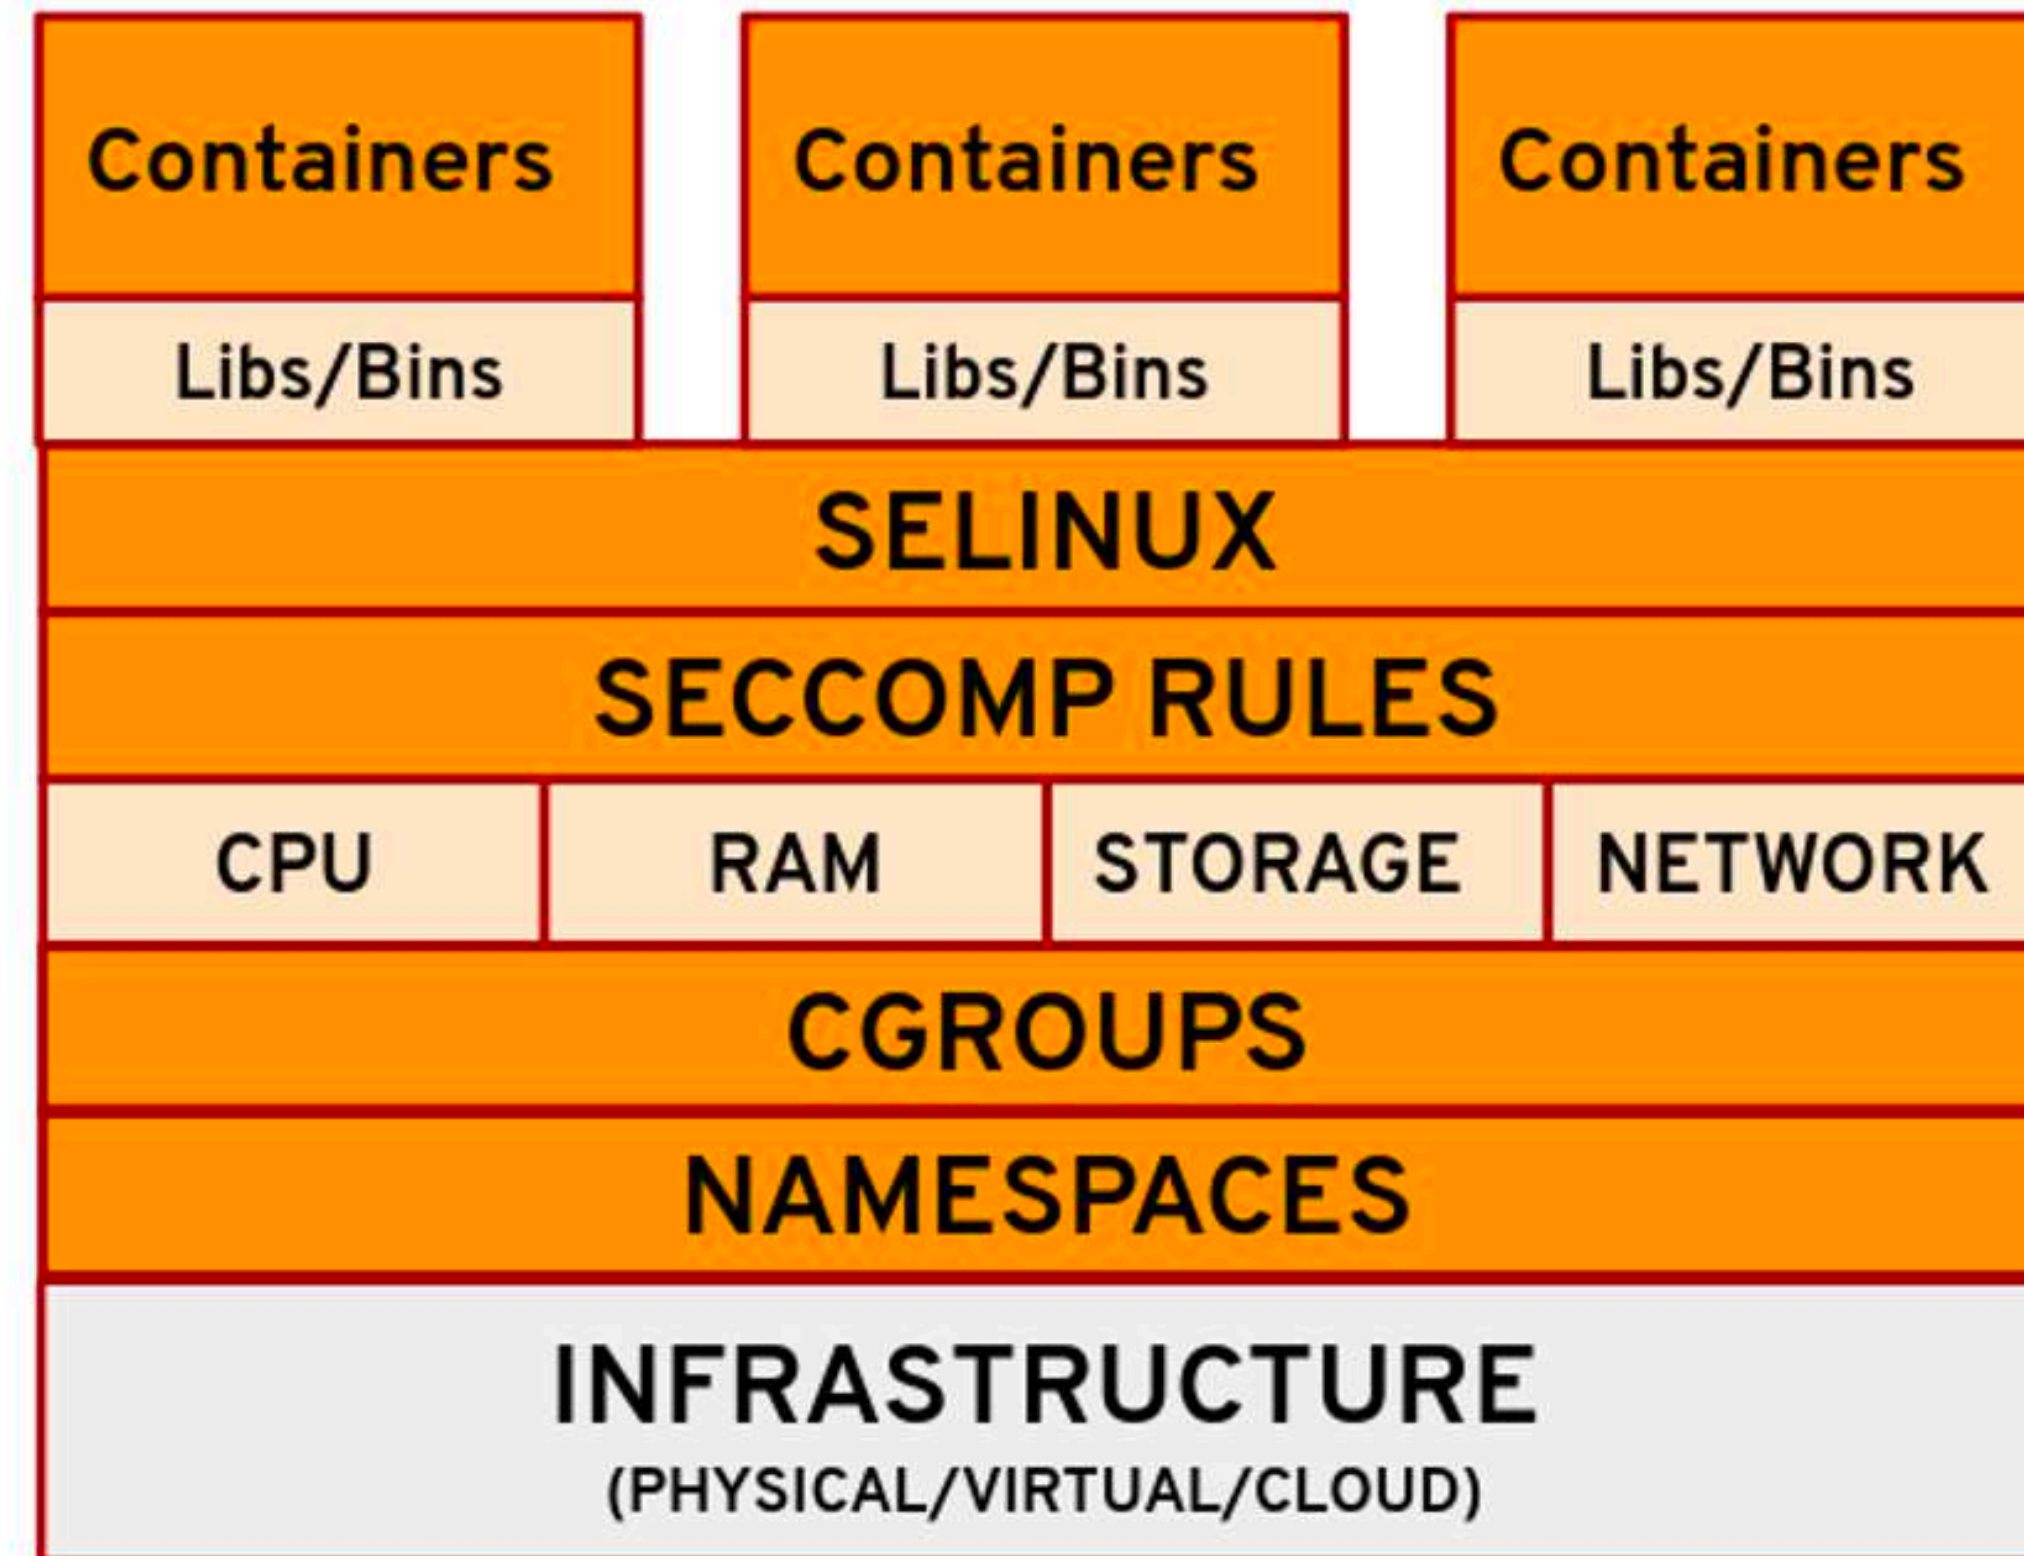 Containers Containers Containers
Libs/Bins Libs/Bins Libs/Bins
SELINUX
SECCOMP RULES
CPU RAM STORAGE NETWORK
CGROUPS
NAMESPACES
INFRASTRUCTURE
(PHYSICAL/VIRTUAL/CLOUD)